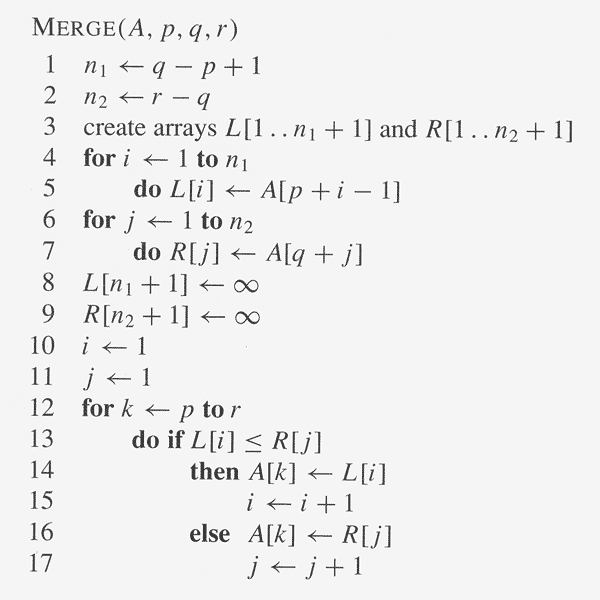 MERGE(A, p, q, r)
1 n₁ ← q − p + 1
2 n₂ ← r − q
3 create arrays L[1 . . n₁ + 1] and R[1 . . n₂ + 1]
4 for i ← 1 to n₁
5 do L[i] ← A[p + i − 1]
6 for j ← 1 to n₂
7 do R[j] ← A[q + j]
8 L[n₁ + 1] ← ∞
9 R[n₂ + 1] ← ∞
10 i ← 1
11 j ← 1
12 for k ← p to r
13 do if L[i] ≤ R[j]
14 then A[k] ← L[i]
15 i ← i + 1
16 else A[k] ← R[j]
17 j ← j + 1